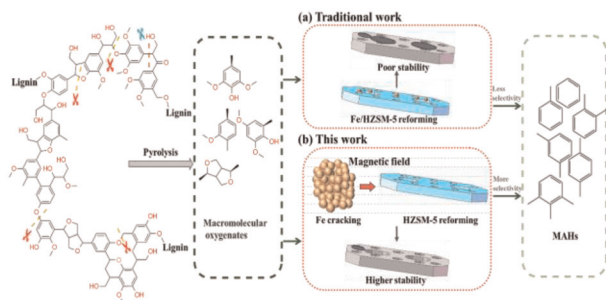 (a) Traditional work
Poor stability
Fe/HZSM-5 reforming
Less
selectivity
Lignin
Lignin
Pyrolysis
Macromolecular
oxygenates
(b) This work
Magnetic field
Fe cracking
HZSM-5 reforming
Higher stability
More
selectivity
MAHs
Lignin